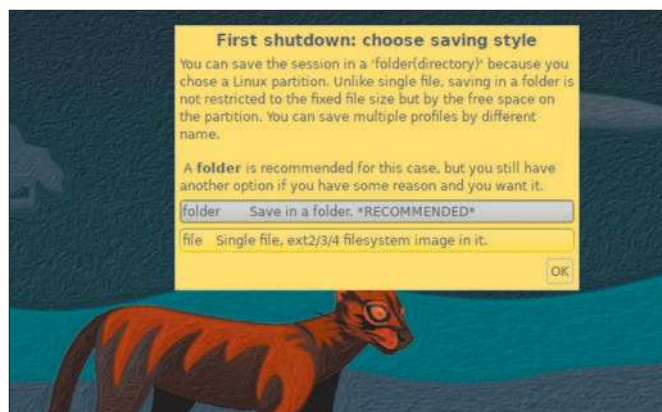 First shutdown: choose saving style
You can save the session in a 'folder(directory)' because you
chose a Linux partition. Unlike single file, saving in a folder is
not restricted to the fixed file size but by the free space on
the partition. You can save multiple profiles by different
name.
A folder is recommended for this case, but you still have
another option if you have some reason and you want it.
folder Save in a folder. *RECOMMENDED*
file Single file, ext2/3/4 filesystem image in it.
OK